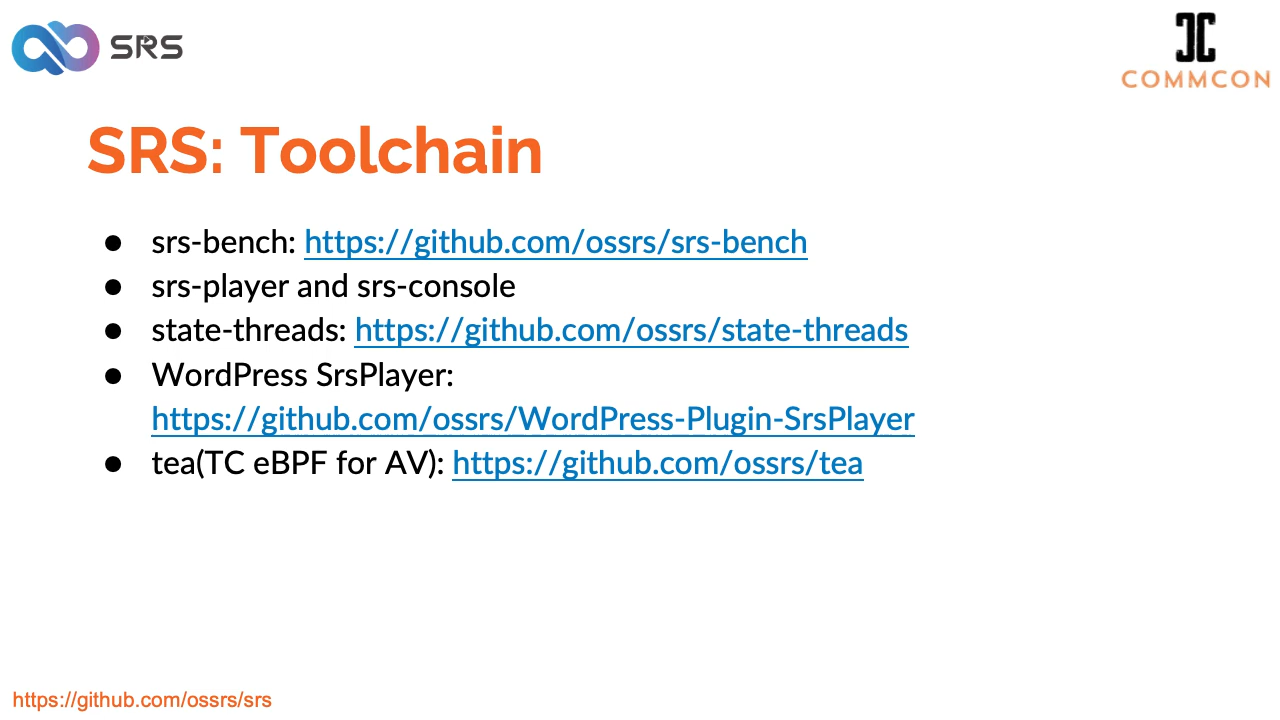 SRS
COMMCON
SRS: Toolchain
● srs-bench: https://github.com/ossrs/srs-bench
● srs-player and srs-console
● state-threads: https://github.com/ossrs/state-threads
● WordPress SrsPlayer:
https://github.com/ossrs/WordPress-Plugin-SrsPlayer
● tea(TC eBPF for AV): https://github.com/ossrs/tea
https://github.com/ossrs/srs